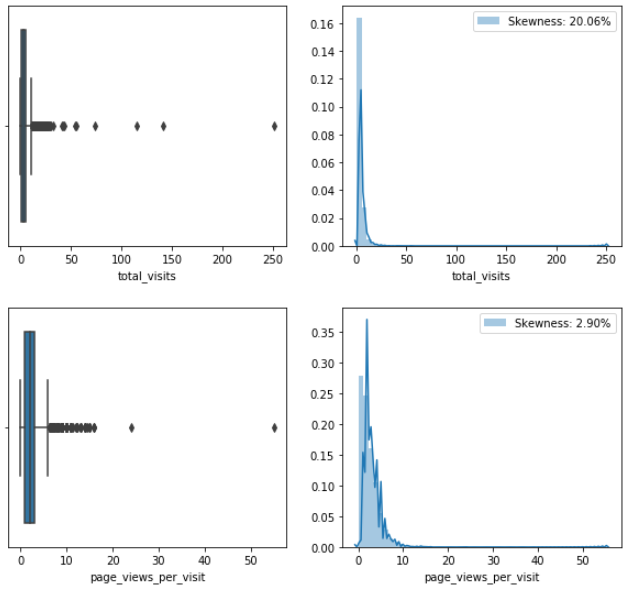 0 50 100 150 200 250
total_visits
0.16
0.14
0.12
0.10
0.08
0.06
0.04
0.02
0.00
Skewness: 20.06%
0 50 100 150 200 250
total_visits
0 10 20 30 40 50
page_views_per_visit
0.35
0.30
0.25
0.20
0.15
0.10
0.05
0.00
Skewness: 2.90%
0 10 20 30 40 50
page_views_per_visit